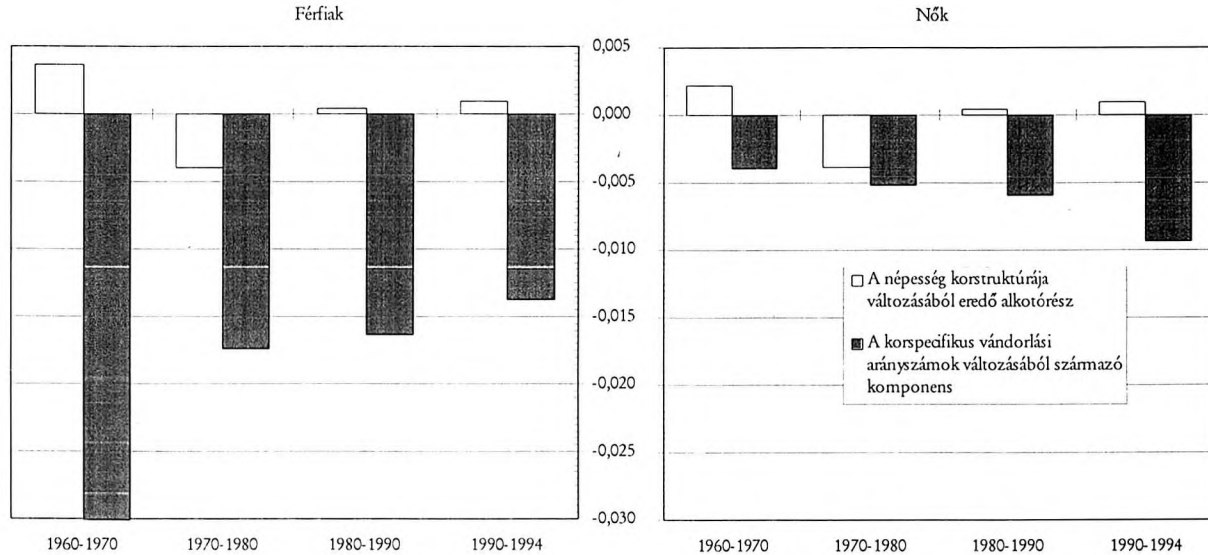 Férfiak
Nők
0,005
0,000
-0,005
-0,010
-0,015
-0,020
-0,025
-0,030
A népesség korstruktúrája
változásából eredő alkotórész
A korspecifikus vándorlási
arányszámok változásából származó
komponens
1960-1970
1970-1980
1980-1990
1990-1994
1960-1970
1970-1980
1980-1990
1990-1994